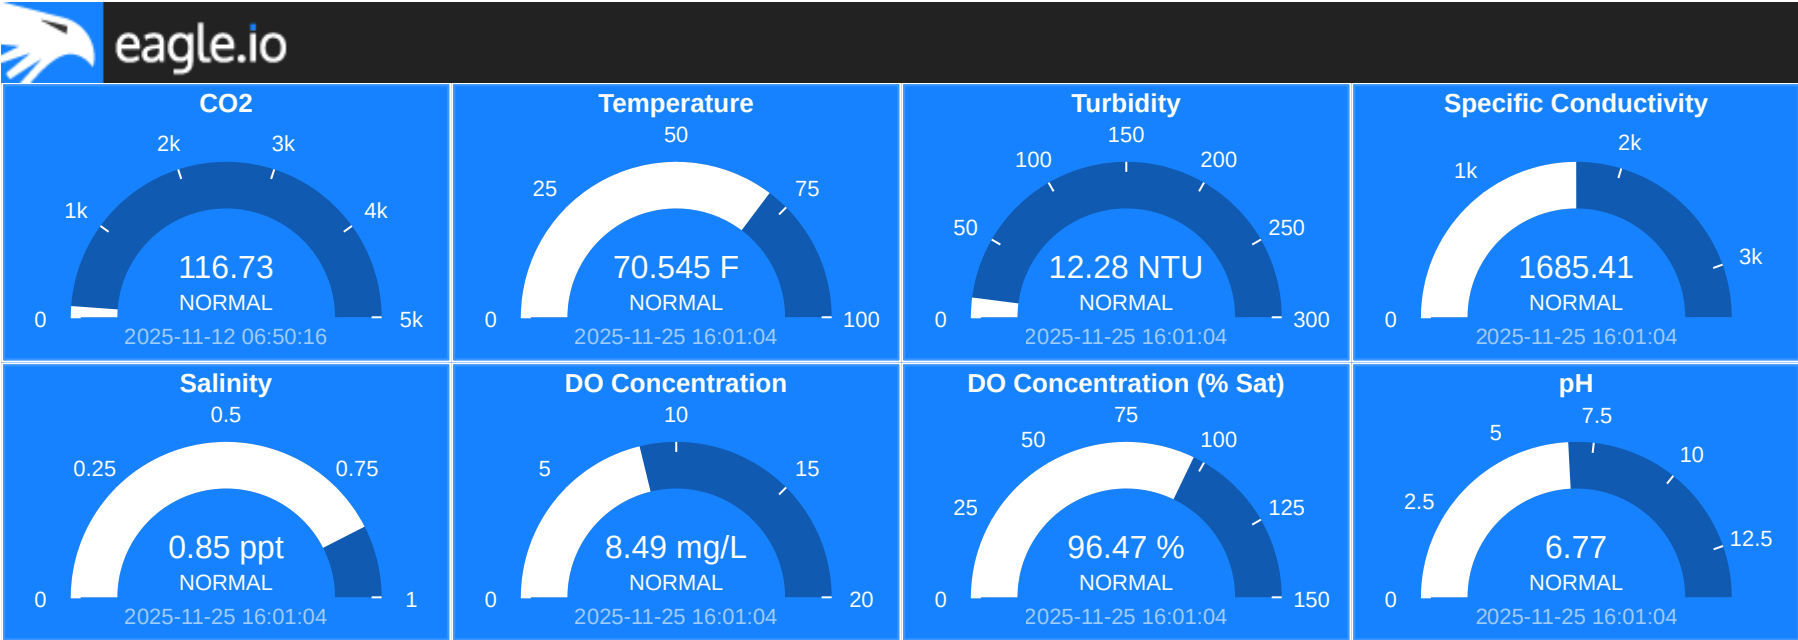 eagle.io
CO2
0
1k
2k
3k
4k
5k
116.73
NORMAL
2025-11-12 06:50:16
Temperature
0
25
50
75
100
70.545 F
NORMAL
2025-11-25 16:01:04
Turbidity
0
50
100
150
200
250
300
12.28 NTU
NORMAL
2025-11-25 16:01:04
Specific Conductivity
0
1k
2k
3k
1685.41
NORMAL
2025-11-25 16:01:04
Salinity
0
0.25
0.5
0.75
1
0.85 ppt
NORMAL
2025-11-25 16:01:04
DO Concentration
0
5
10
15
20
8.49 mg/L
NORMAL
2025-11-25 16:01:04
DO Concentration (% Sat)
0
25
50
75
100
125
150
96.47 %
NORMAL
2025-11-25 16:01:04
pH
0
2.5
5
7.5
10
12.5
6.77
NORMAL
2025-11-25 16:01:04